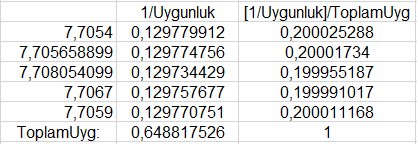 1/Uygunluk [1/Uygunluk]/ToplamUyg
7,7054 0,129779912 0,200025288
7,705658899 0,129774756 0,20001734
7,708054099 0,129734429 0,199955187
7,7067 0,129757677 0,199991017
7,7059 0,129770751 0,200011168
ToplamUyg: 0,648817526 1